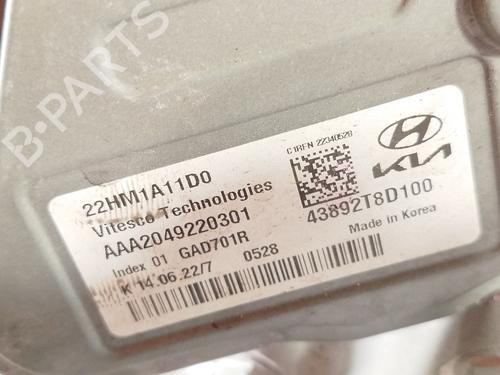 B-PARTS
22HM1A11D0
Vitesco Technologies
AAA2049220301
Index 01 GAD701R
K 14.06.22/7 0528
C1RFN 22340528
KIA
43892T8D100
Made in Korea